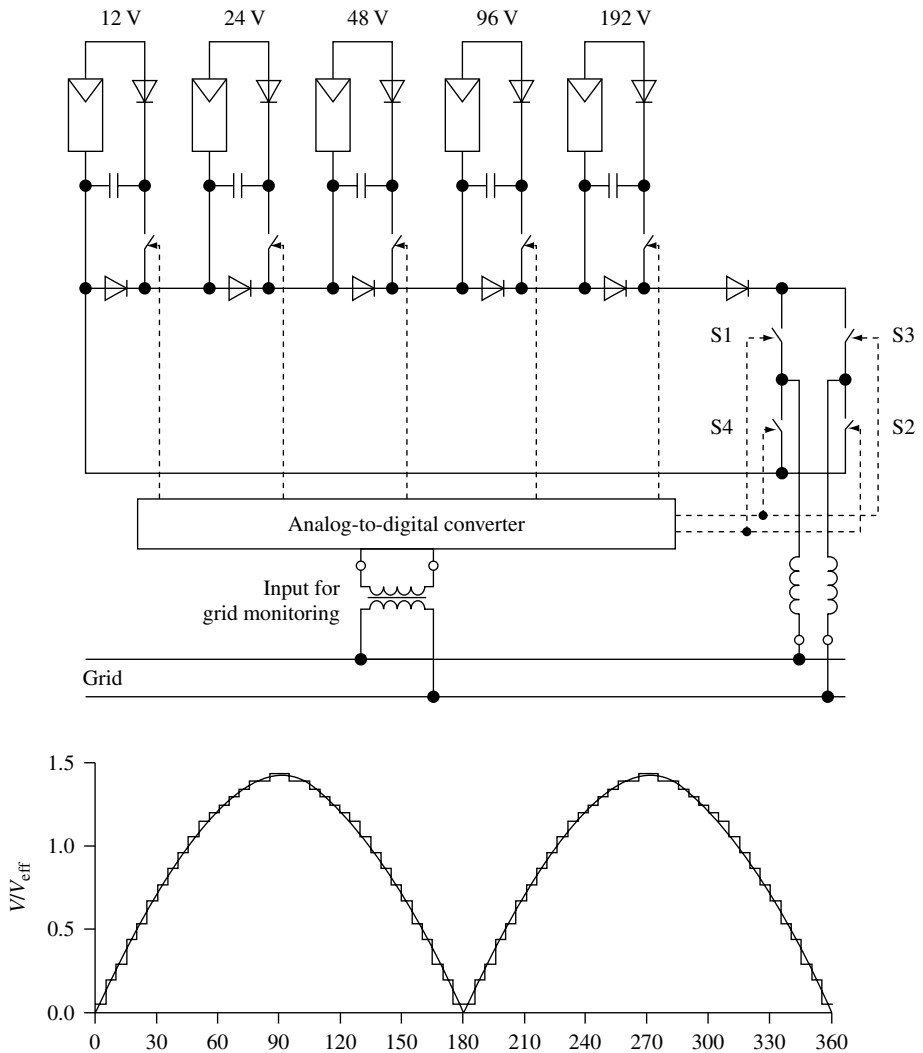 12 V 24 V 48 V 96 V 192 V
S1 S3
S4 S2
Analog-to-digital converter
Input for
grid monitoring
Grid
1.5
1.0
0.5
0.0
V/Veff
0 30 60 90 120 150 180 210 240 270 300 330 360